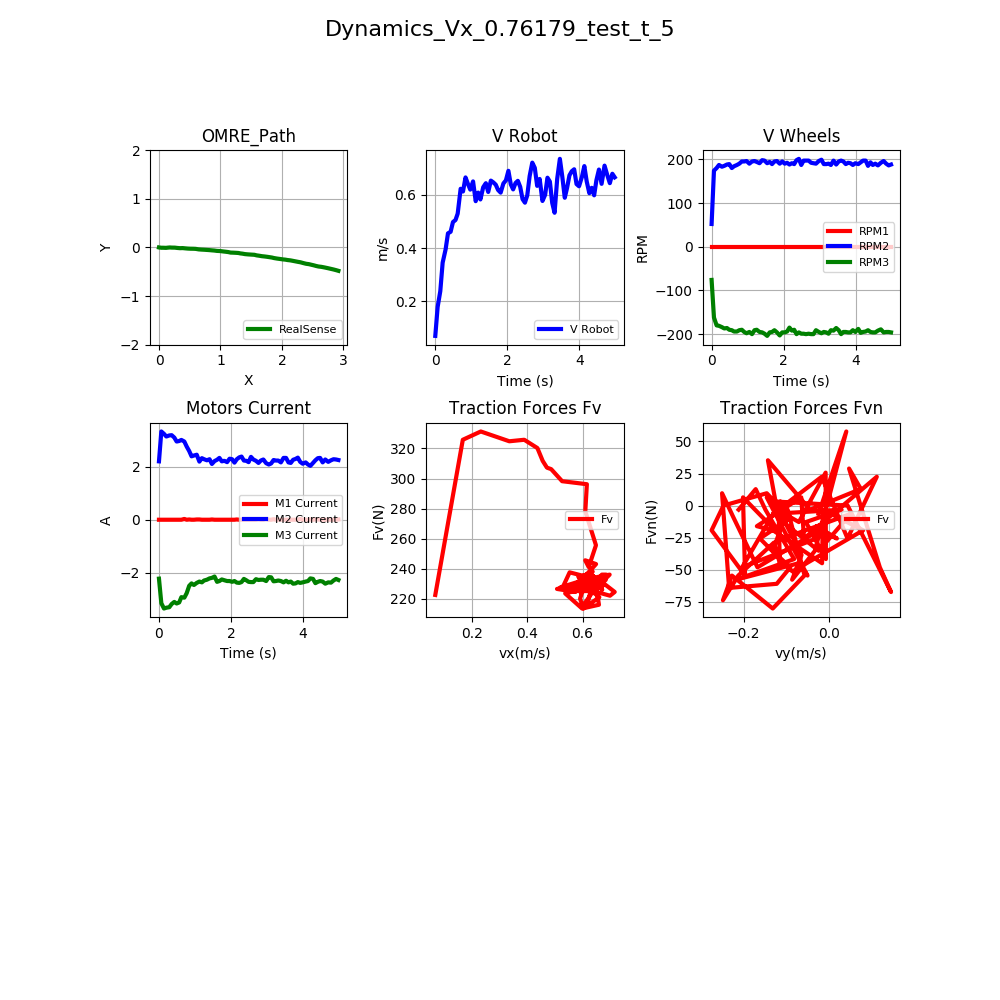 Dynamics_Vx_0.76179_test_t_5
OMRE_Path
2
1
0
−1
−2
Y
0 1 2 3
X
RealSense
V Robot
0.6
0.4
0.2
m/s
0 2 4
Time (s)
V Robot
V Wheels
200
100
0
−100
−200
RPM
0 2 4
Time (s)
RPM1
RPM2
RPM3
Motors Current
2
0
−2
A
0 2 4
Time (s)
M1 Current
M2 Current
M3 Current
Traction Forces Fv
320
300
280
260
240
220
Fv(N)
0.2 0.4 0.6
vx(m/s)
Fv
Traction Forces Fvn
50
25
0
−25
−50
−75
Fvn(N)
−0.2 0.0
vy(m/s)
Fv